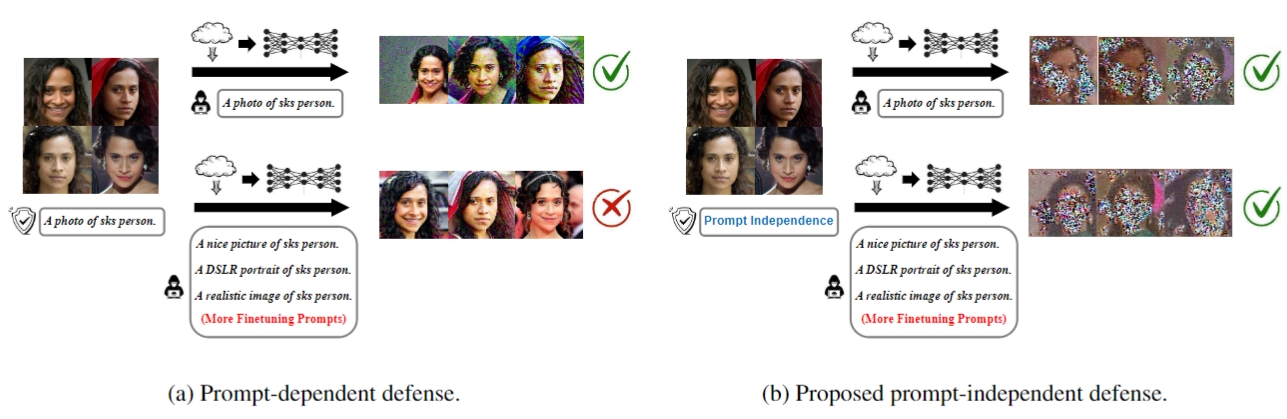 A photo of sks person.
A photo of sks person.
A nice picture of sks person.
A DSLR portrait of sks person.
A realistic image of sks person.
(More Finetuning Prompts)
(a) Prompt-dependent defense.
A photo of sks person.
Prompt Independence
A nice picture of sks person.
A DSLR portrait of sks person.
A realistic image of sks person.
(More Finetuning Prompts)
(b) Proposed prompt-independent defense.